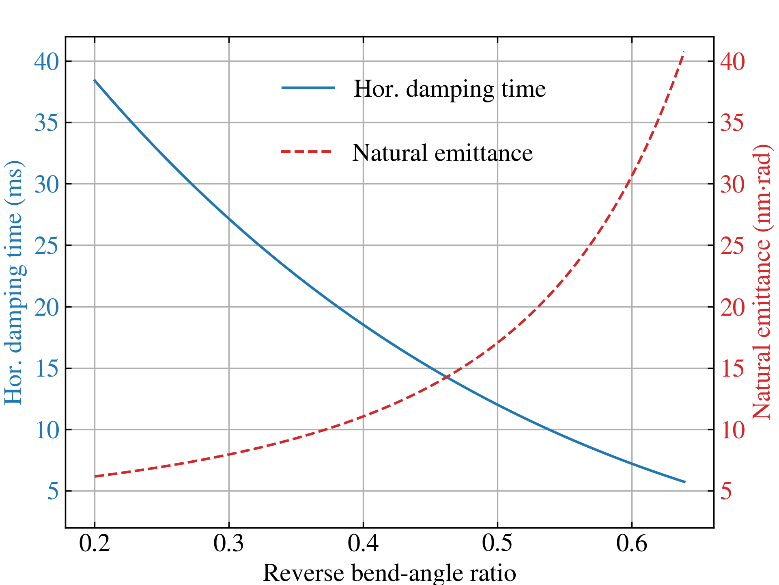 Hor. damping time
Natural emittance
Hor. damping time (ms)
40
35
30
25
20
15
10
5
Natural emittance (nm·rad)
40
35
30
25
20
15
10
5
0.2 0.3 0.4 0.5 0.6
Reverse bend-angle ratio